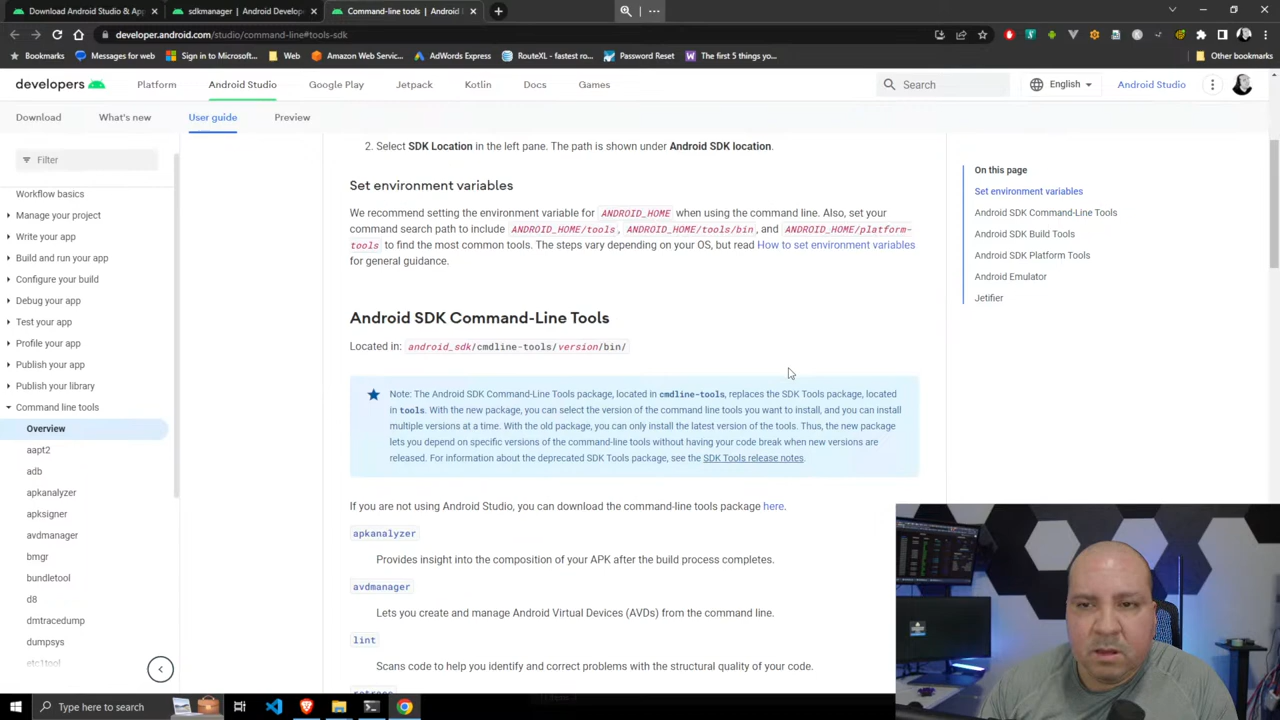 Download Android Studio & App
sdkmanager | Android Develo
Command-line tools | Android D
developer.android.com/studio/command-line#tools-sdk
Bookmarks
Messages for web
Sign in to Microsoft...
Web
Amazon SDK
AdWords Express
RouteXL - fastest ro...
Password Reset
The first 5 things yo...
Other bookmarks
developers
Platform
Android Studio
Google Play
Jetpack
Kotlin
Docs
Games
Search
English
Android Studio
Download
What's new
User guide
Preview
Filter
Workflow basics
Manage your project
Write your app
Build and run your app
Configure your build
Debug your app
Test your app
Profile your app
Publish your app
Publish your library
Command line tools
Overview
aapt2
adb
apkanalyzer
apksigner
avdmanager
bmgr
bundletool
d8
dmtracedump
dumpsys
etc1tool
2. Select SDK Location in the left pane. The path is shown under Android SDK location.
Set environment variables
We recommend setting the environment variable for ANDROID_HOME when using the command line. Also, set your
command search path to include ANDROID_HOME/tools, ANDROID_HOME/tools/bin, and ANDROID_HOME/platform-
tools to find the most common tools. The steps vary depending on your OS, but read How to set environment variables
for general guidance.
Android SDK Command-Line Tools
Located in: android_sdk/cmdline-tools/version/bin/
Note: The Android SDK Command-Line Tools package, located in cmdline-tools, replaces the SDK Tools package, located
in tools. With the new package, you can select the version of the command line tools you want to install, and you can install
multiple versions at a time. With the old package, you can only install the latest version of the tools. Thus, the new package
lets you depend on specific versions of the command-line tools without having your code break when new versions are
released. For information about the deprecated SDK Tools package, see the SDK Tools release notes.
If you are not using Android Studio, you can download the command-line tools package here.
apkanalyzer
Provides insight into the composition of your APK after the build process completes.
avdmanager
Lets you create and manage Android Virtual Devices (AVDs) from the command line.
lint
Scans code to help you identify and correct problems with the structural quality of your code.
retrace
On this page
Set environment variables
Android SDK Command-Line Tools
Android SDK Build Tools
Android SDK Platform Tools
Android Emulator
Jetifier
Type here to search